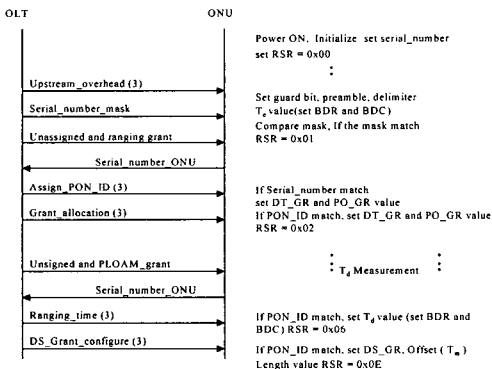 OLT
ONU
Power ON, Initialize set serial_number
set RSR = 0x00
Upstream_overhead (3)
Set guard bit, preamble, delimiter
Serial_number_mask
Te value(set BDR and BDC)
Compare mask, If the mask match
Unassigned and ranging grant
RSR = 0x01
Serial_number_ONU
Assign_PON_ID (3)
If Serial_number match
set DT_GR and PO_GR value
Grant_allocation (3)
If PON_ID match, set DT_GR and PO_GR value
RSR = 0x02
Unsigned and PLOAM_grant
Td Measurement
Serial_number_ONU
Ranging_time (3)
If PON_ID match, set Td value (set BDR and
BDC) RSR = 0x06
DS_Grant_configure (3)
If PON_ID match, set DS_GR, Offset ( Tm )
Length value RSR = 0x0E